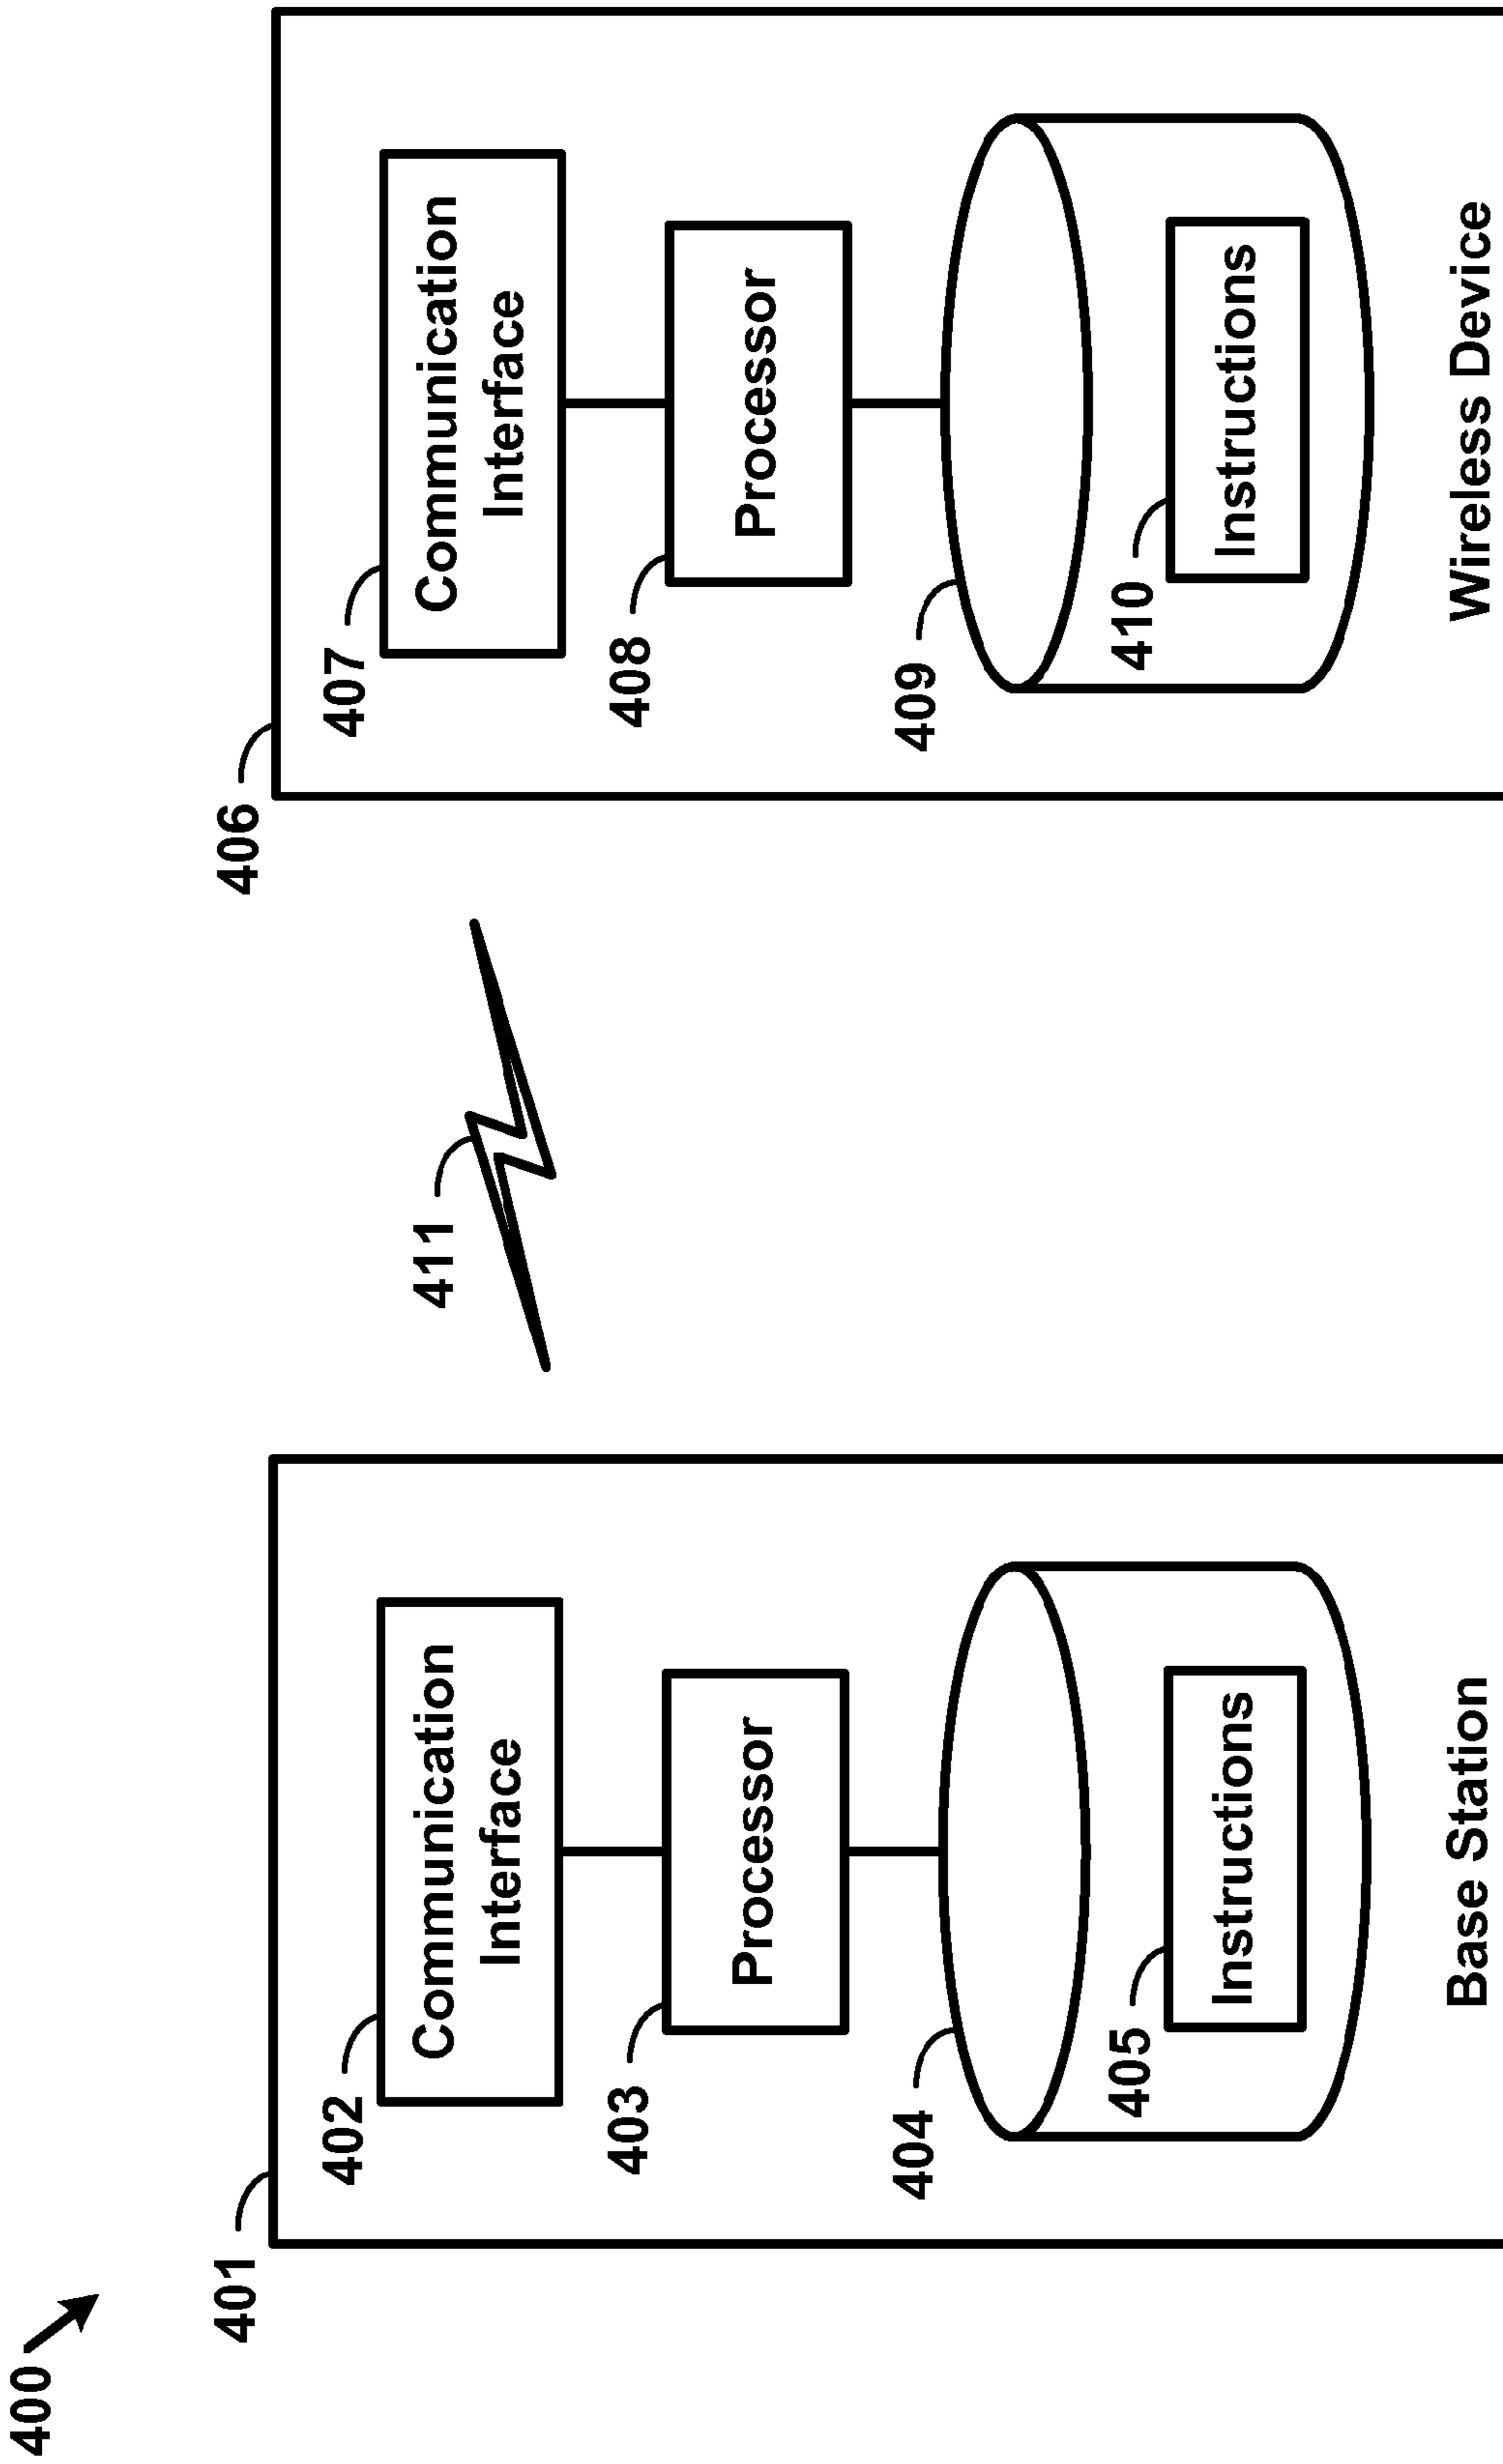 400
401
402
Communication
Interface
403
Processor
404
405
Instructions
Base Station
411
406
407
Communication
Interface
408
Processor
409
410
Instructions
Wireless Device